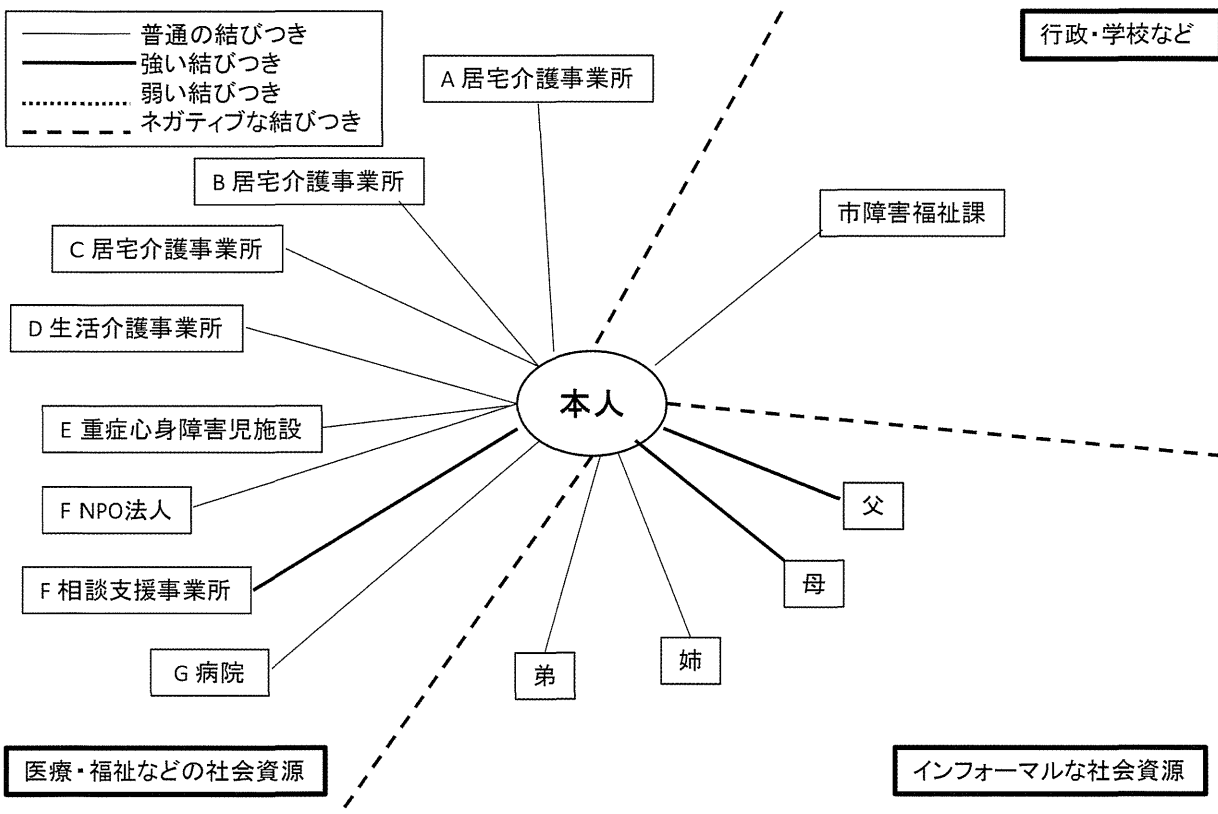 普通の結びつき
強い結びつき
弱い結びつき
ネガティブな結びつき
行政・学校など
A 居宅介護事業所
B 居宅介護事業所
C 居宅介護事業所
D 生活介護事業所
E 重症心身障害児施設
F NPO法人
F 相談支援事業所
G 病院
市障害福祉課
本人
父
母
姉
弟
医療・福祉などの社会資源
インフォーマルな社会資源